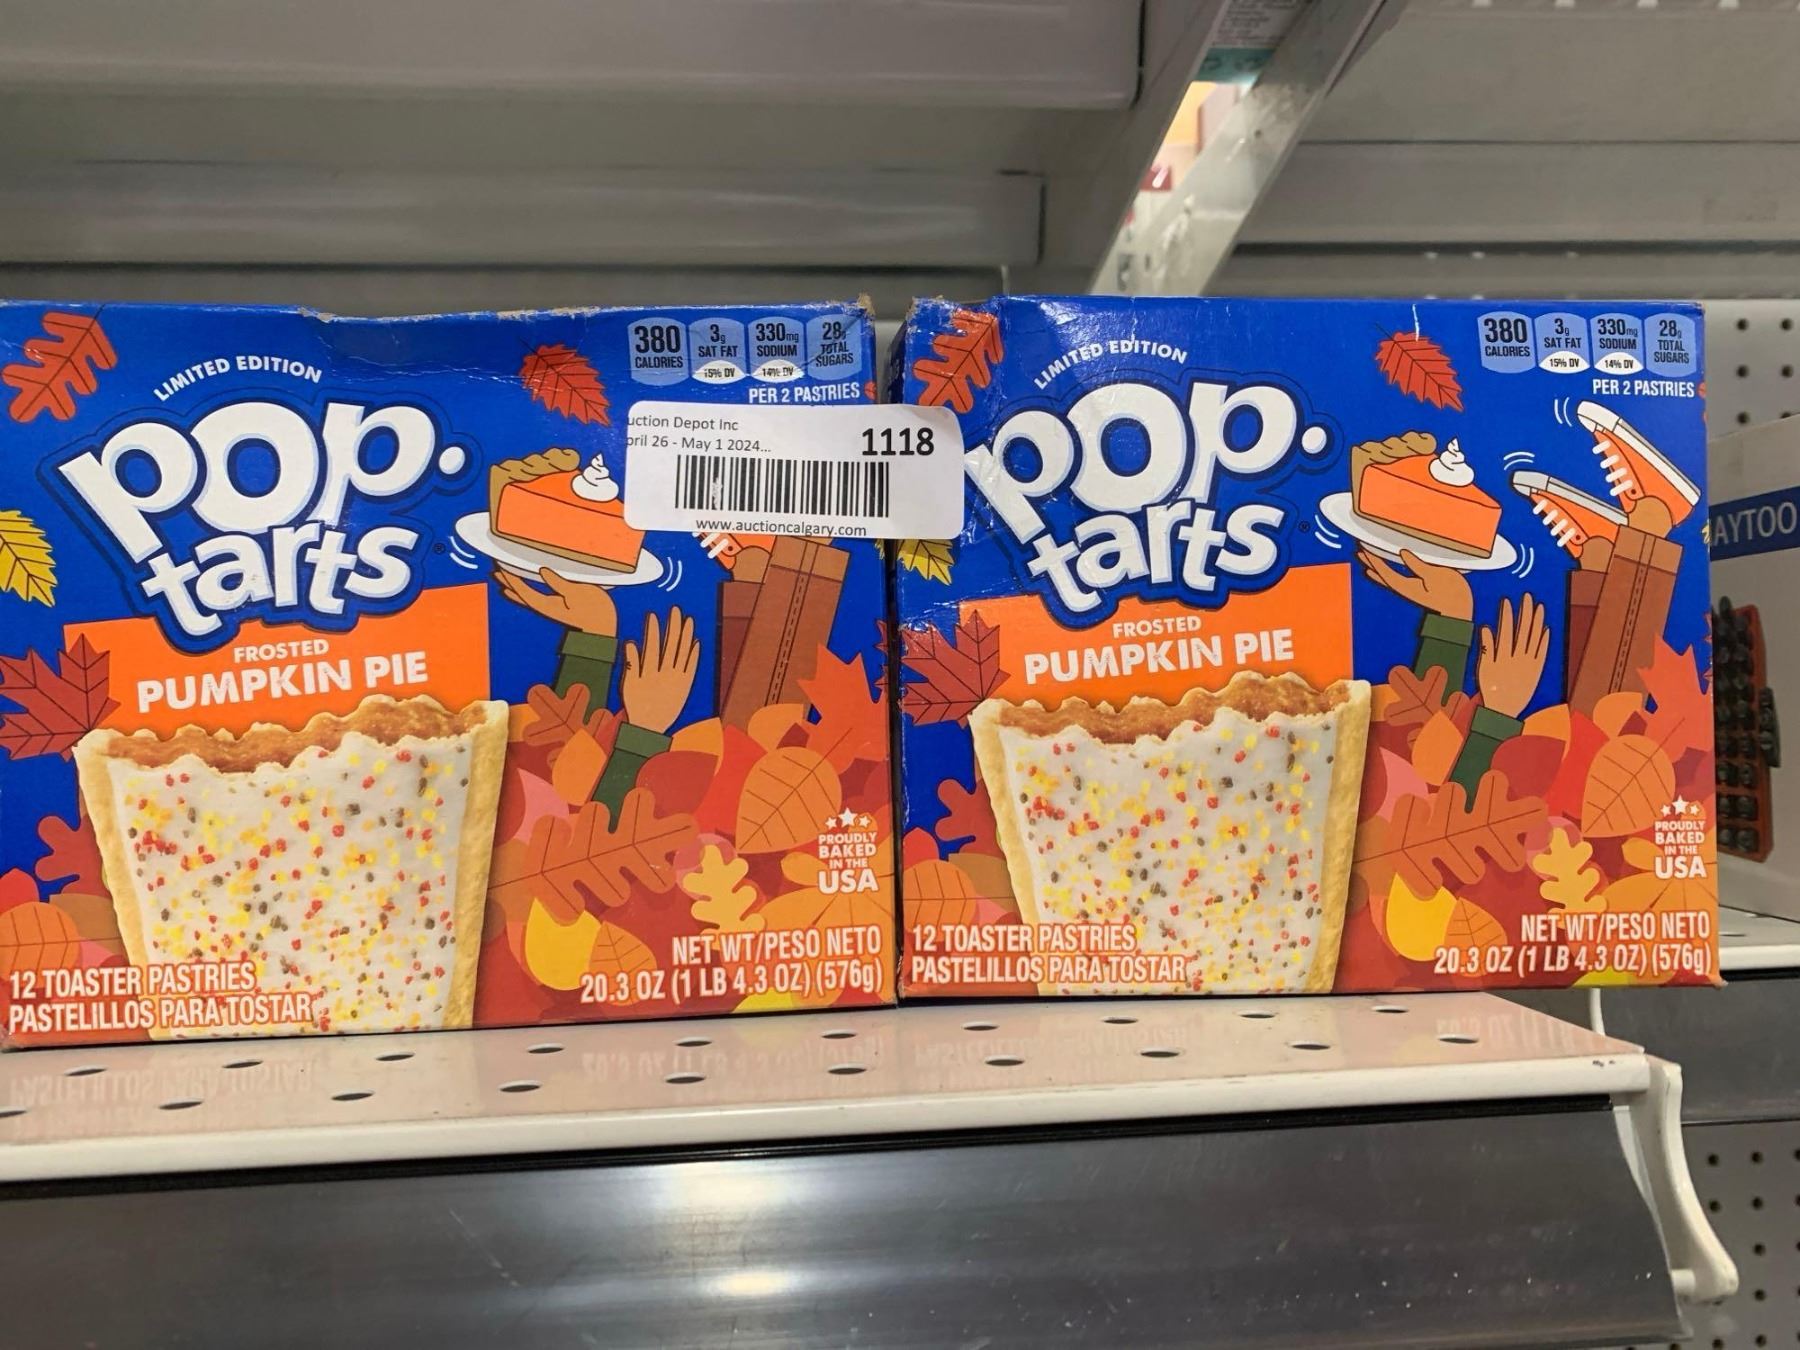 LIMITED EDITION
pop.
tarts
FROSTED
PUMPKIN PIE
380
CALORIES
3g
SAT FAT
15% DV
330mg
SODIUM
14% DV
28g
TOTAL
SUGARS
PER 2 PASTRIES
uction Depot Inc
pril 26 - May 1 2024...
1118
www.auctioncalgary.com
PROUDLY
BAKED
IN THE
USA
12 TOASTER PASTRIES
PASTELILLOS PARA TOSTAR
NET WT/PESO NETO
20.3 OZ (1 LB 4.3 OZ) (576g)
LIMITED EDITION
pop.
tarts®
FROSTED
PUMPKIN PIE
380
CALORIES
3g
SAT FAT
15% DV
330mg
SODIUM
14% DV
28g
TOTAL
SUGARS
PER 2 PASTRIES
PROUDLY
BAKED
IN THE
USA
12 TOASTER PASTRIES
PASTELILLOS PARA TOSTAR
NET WT/PESO NETO
20.3 OZ (1 LB 4.3 OZ) (576g)
AYTOO